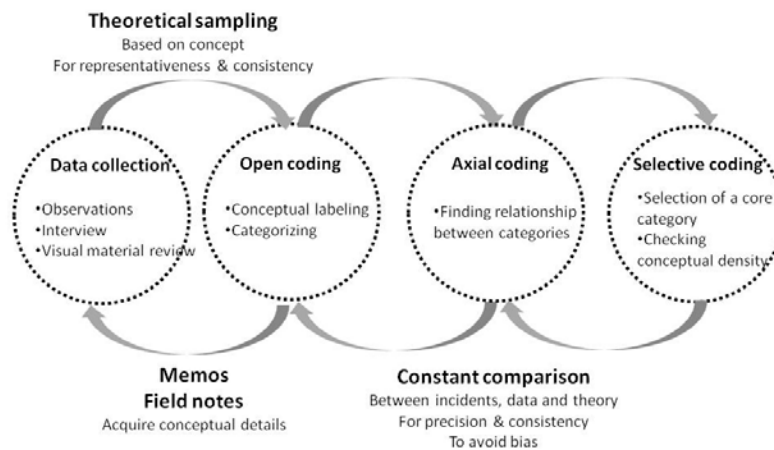 Theoretical sampling
Based on concept
For representativeness & consistency
Data collection
•Observations
•Interview
•Visual material review
Open coding
•Conceptual labeling
•Categorizing
Axial coding
•Finding relationship
between categories
Selective coding
•Selection of a core
category
•Checking
conceptual density
Memos
Field notes
Acquire conceptual details
Constant comparison
Between incidents, data and theory
For precision & consistency
To avoid bias